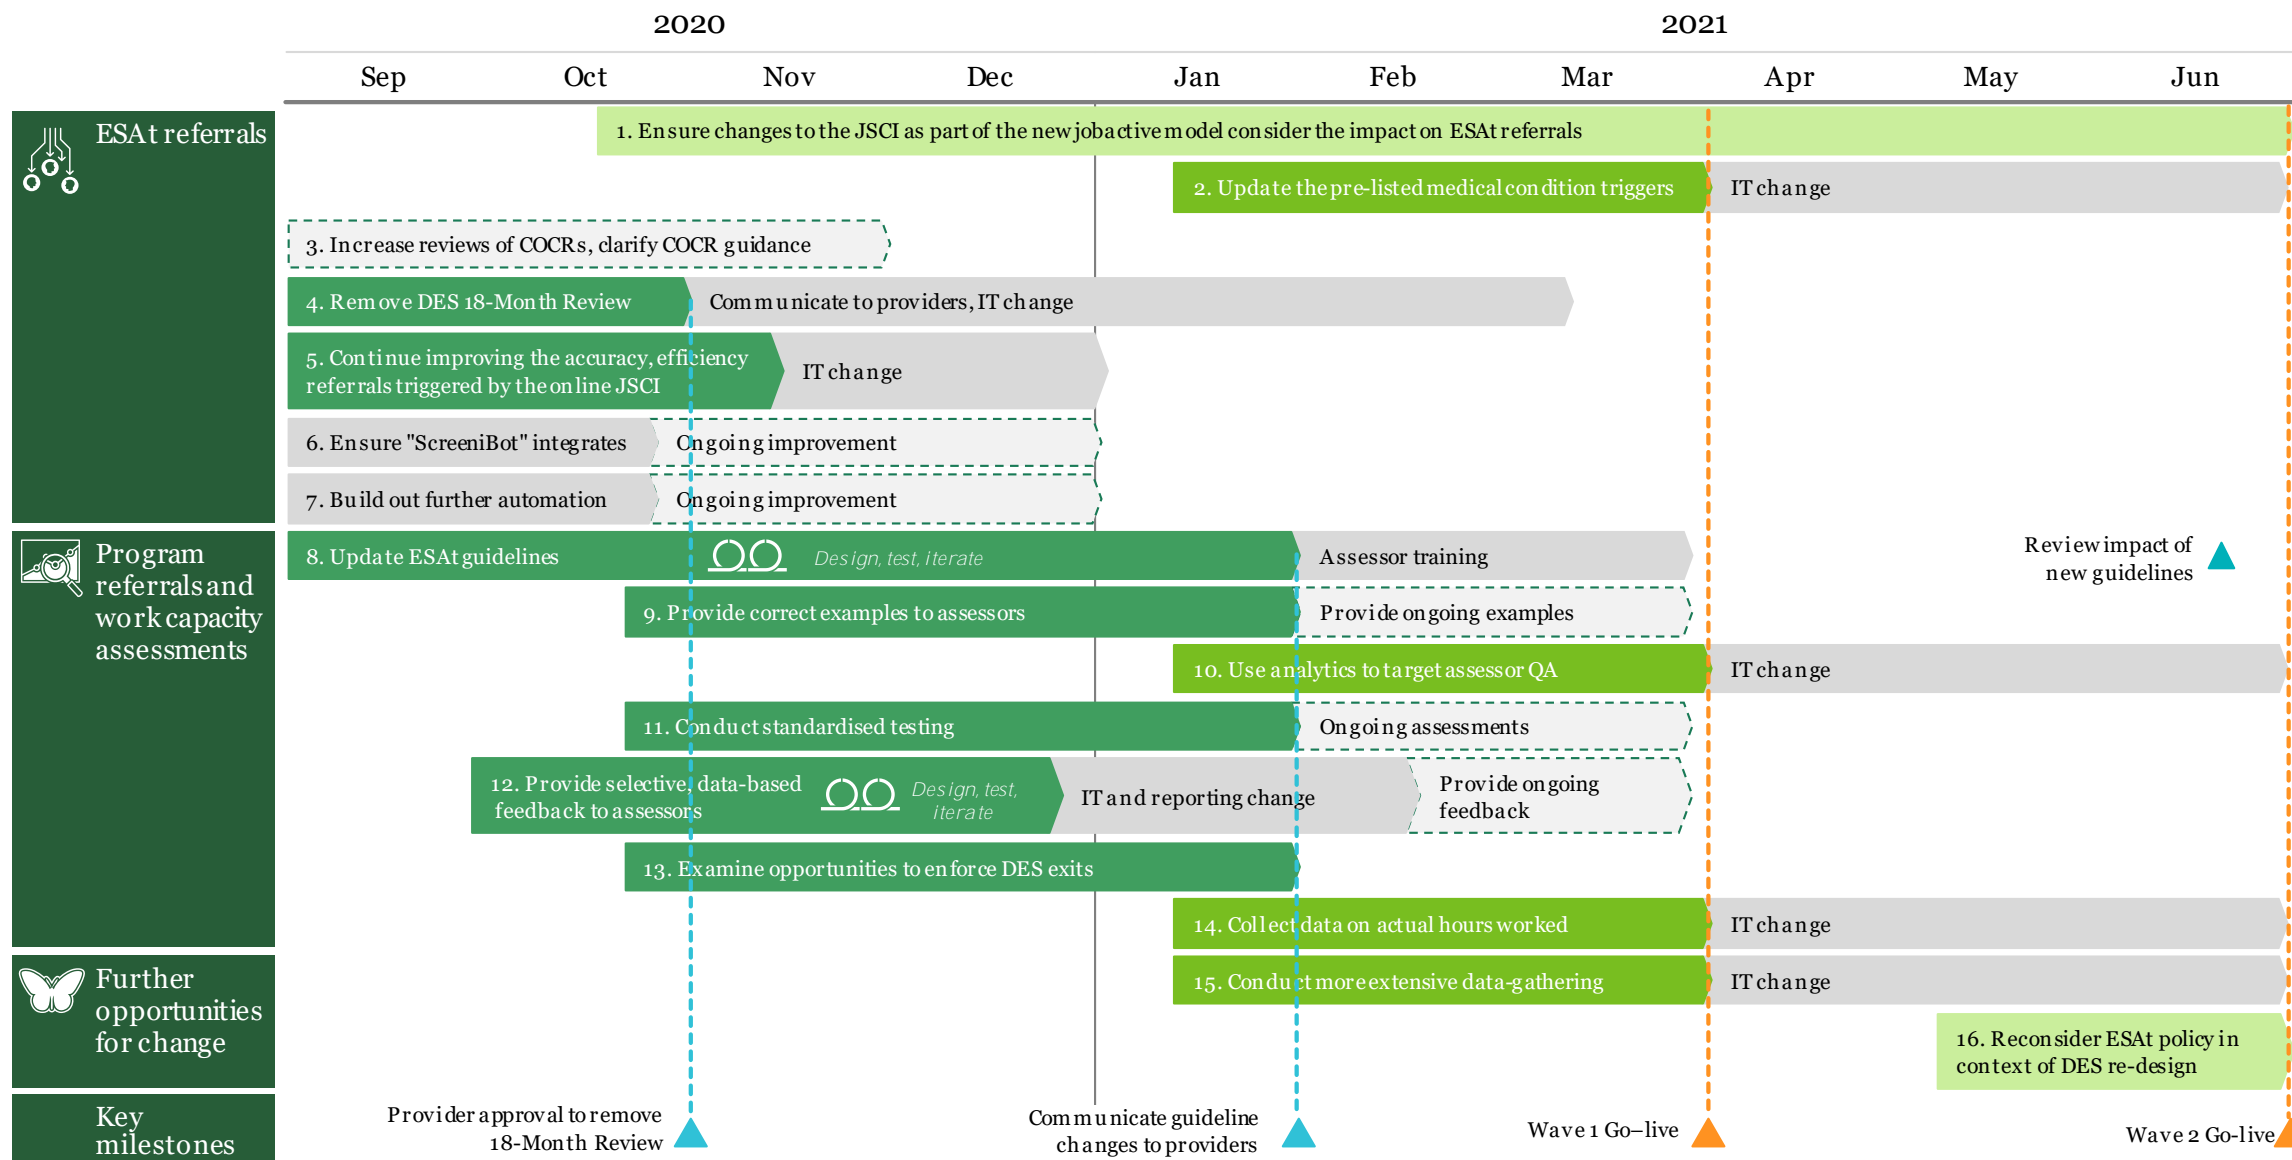 2020 2021
Sep Oct Nov Dec Jan Feb Mar Apr May Jun
ESAt referrals
1. Ensure changes to the JSCI as part of the new jobactive model consider the impact on ESAt referrals
2. Update the pre-listed medical condition triggers IT change
3. Increase reviews of COCRs, clarify COCR guidance
4. Remove DES 18-Month Review Communicate to providers, IT change
5. Continue improving the accuracy, efficiency
referrals triggered by the online JSCI
IT change
6. Ensure "ScreeniBot" integrates Ongoing improvement
7. Build out further automation Ongoing improvement
Program
referrals and
work capacity
assessments
8. Update ESAt guidelines Design, test, iterate Assessor training
Review impact of
new guidelines
9. Provide correct examples to assessors Provide ongoing examples
10. Use analytics to target assessor QA IT change
11. Conduct standardised testing Ongoing assessments
12. Provide selective, data-based
feedback to assessors
Design, test,
iterate
IT and reporting change
Provide ongoing
feedback
13. Examine opportunities to enforce DES exits
14. Collect data on actual hours worked IT change
Further
opportunities
for change
15. Conduct more extensive data-gathering IT change
16. Reconsider ESAt policy in
context of DES re-design
Key
milestones
Provider approval to remove
18-Month Review
Communicate guideline
changes to providers
Wave 1 Go–live
Wave 2 Go-live